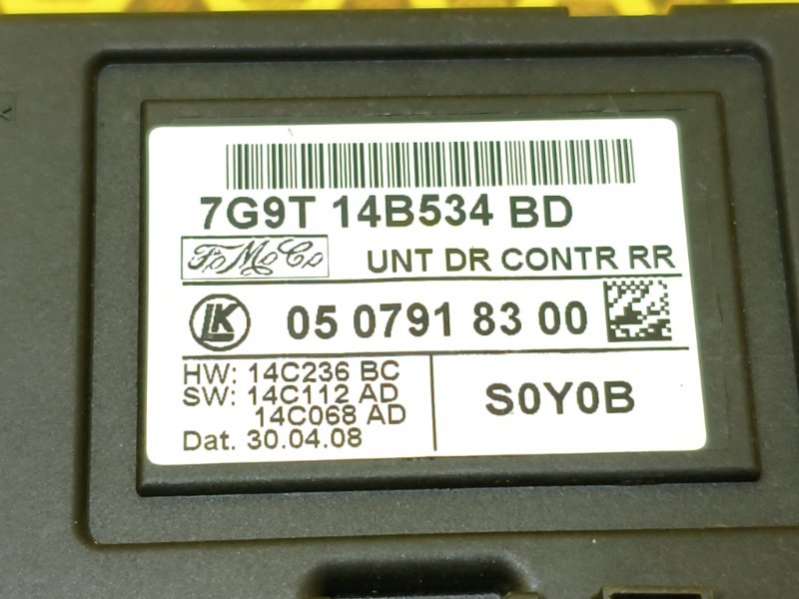 7G9T 14B534 BD
FoMoCo
UNT DR CONTR RR
LK
05 0791 83 00
HW: 14C236 BC
SW: 14C112 AD
14C068 AD
Dat. 30.04.08
S0Y0B